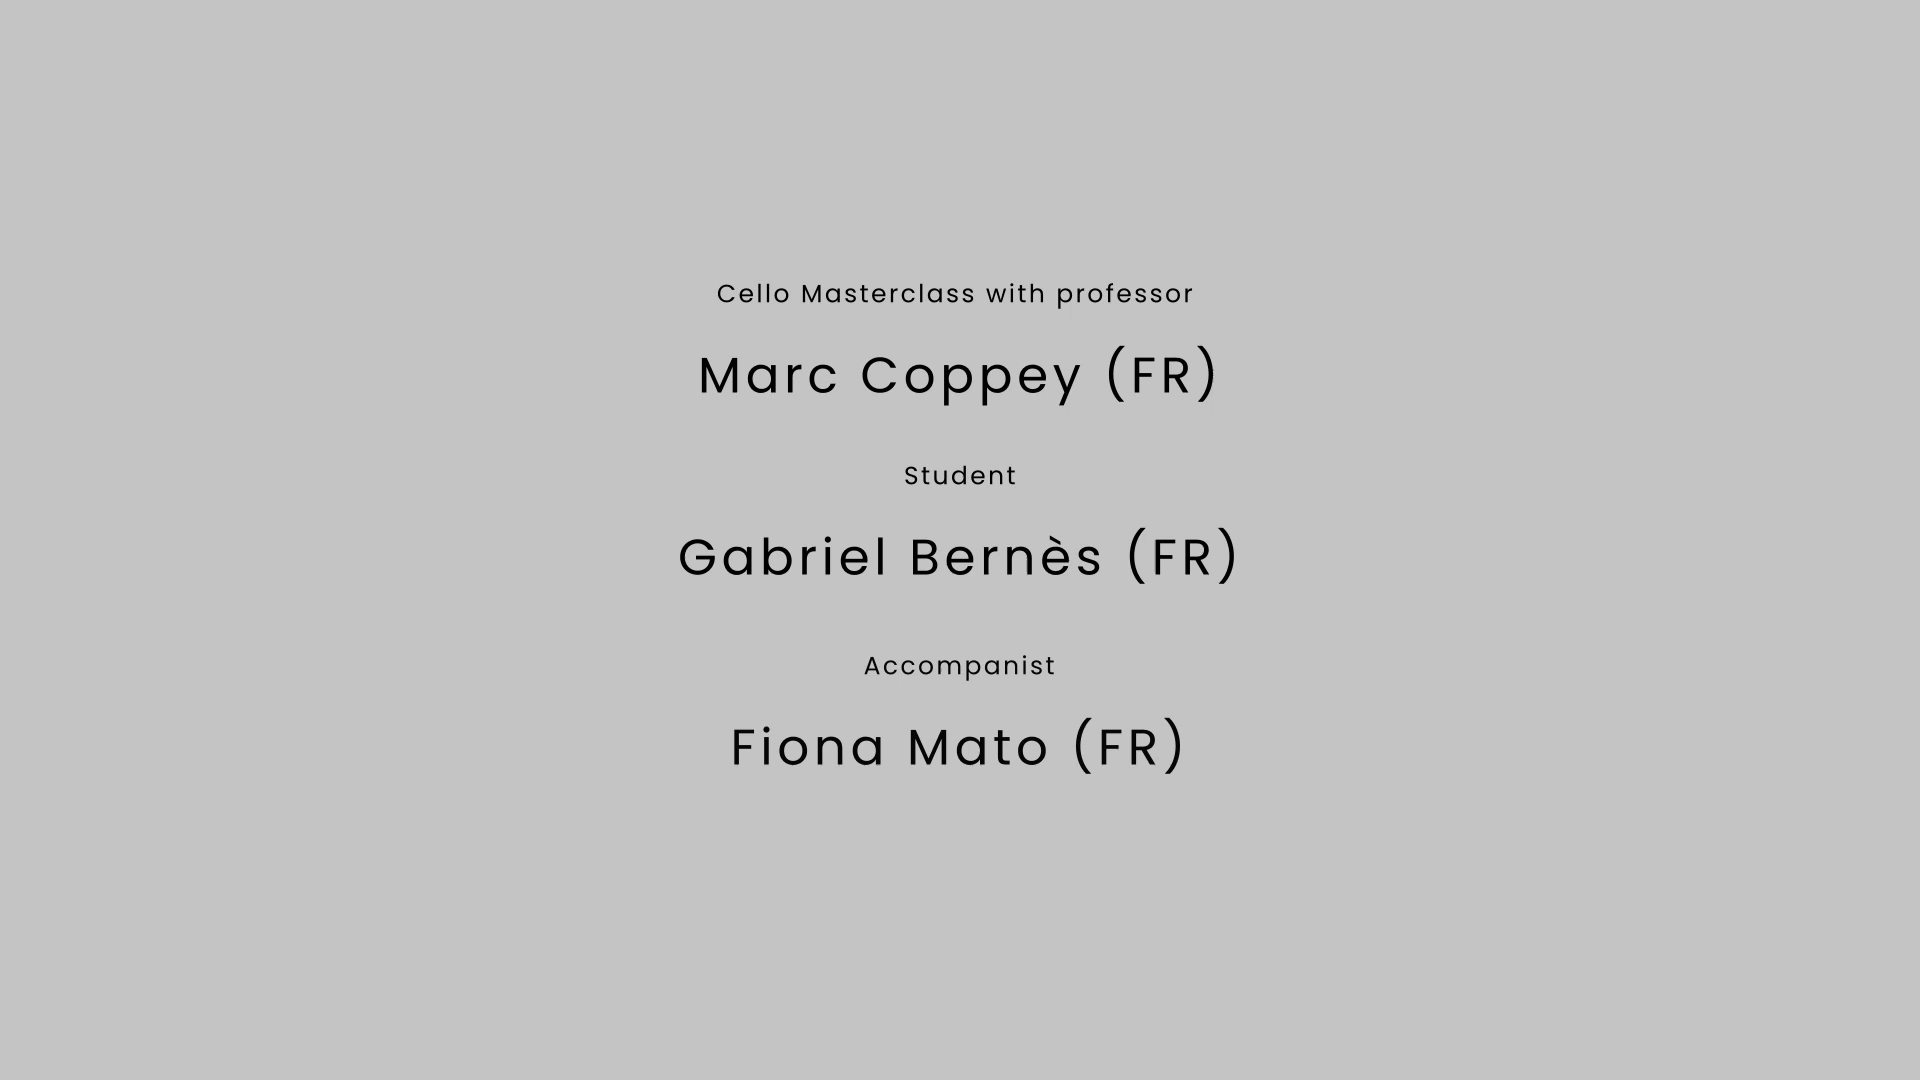 Cello Masterclass with professor
Marc Coppey (FR)
Student
Gabriel Bernès (FR)
Accompanist
Fiona Mato (FR)